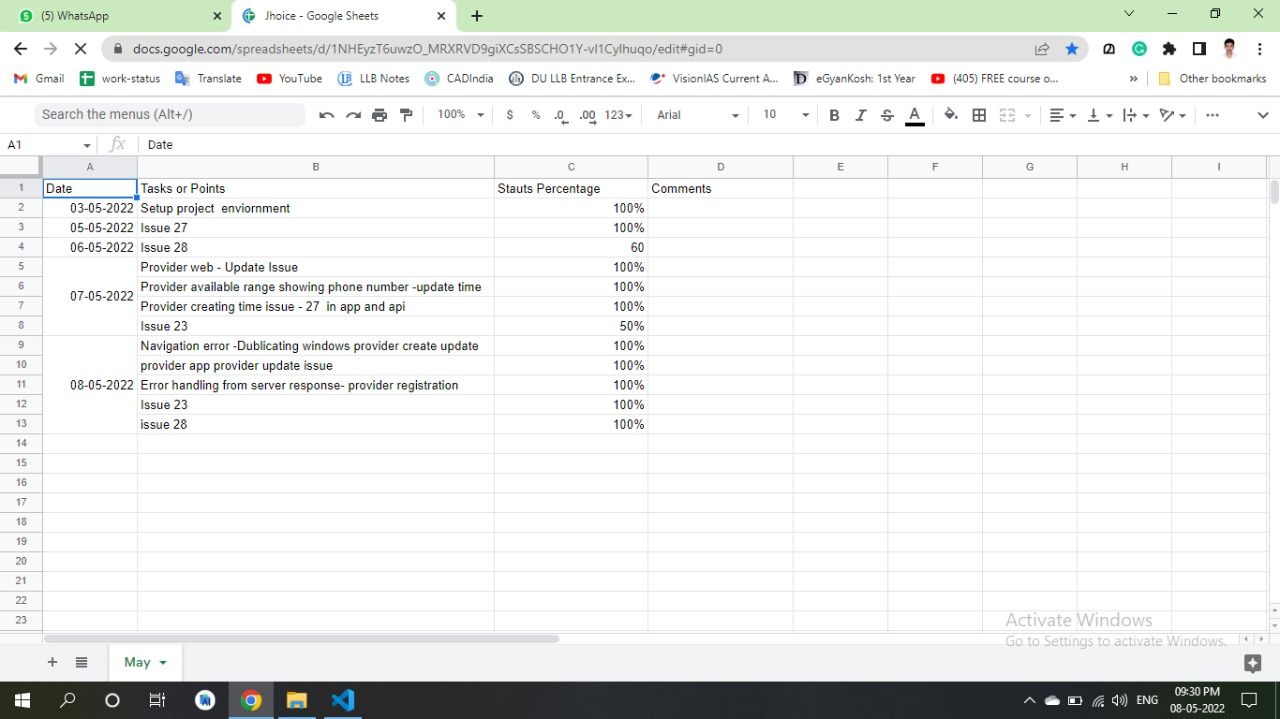 (5) WhatsApp
Jhoice - Google Sheets
docs.google.com/spreadsheets/d/1NHEyzT6uwzO_MRXRVD9giXCsSBSCHO1Y-vl1Cylhuqo/edit#gid=0
Gmail work-status Translate YouTube LLB Notes CADIndia DU LLB Entrance Ex... VisionIAS Current A... eGyanKosh: 1st Year (405) FREE course o... » Other bookmarks
Search the menus (Alt+/) 100% $ % .0 .00 123 Arial 10 B I S A
A1 fx Date
A B C D E F G H I
1 Date Tasks or Points Stauts Percentage Comments
2 03-05-2022 Setup project  enviornment 100%
3 05-05-2022 Issue 27 100%
4 06-05-2022 Issue 28 60
5 Provider web - Update Issue 100%
6 Provider available range showing phone number -update time 100%
07-05-2022
7 Provider creating time issue - 27  in app and api 100%
8 Issue 23 50%
9 Navigation error -Dublicating windows provider create update 100%
10 provider app provider update issue 100%
11 08-05-2022 Error handling from server response- provider registration 100%
12 Issue 23 100%
13 issue 28 100%
14
15
16
17
18
19
20
21
22
23
Activate Windows
Go to Settings to activate Windows.
May
ENG
09:30 PM
08-05-2022